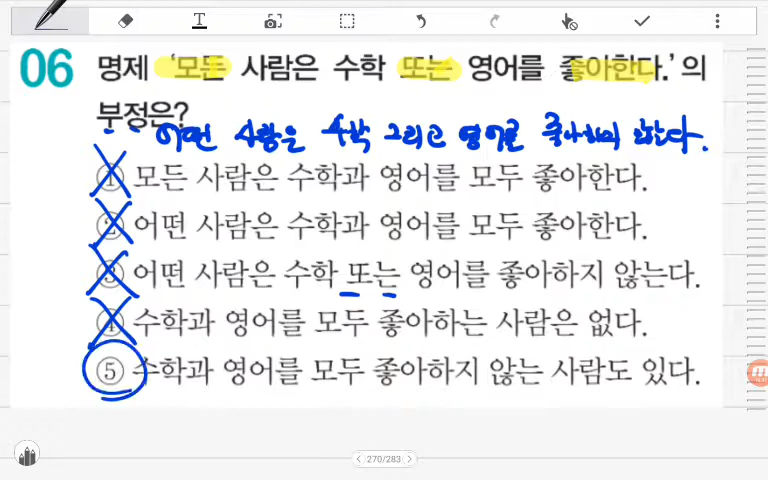 06 명제 ‘모든 사람은 수학 또는 영어를 좋아한다.’의
부정은?
어떤 사람은 수학 그리고 영어를 좋아하지 않는다.
① 모든 사람은 수학과 영어를 모두 좋아한다.
② 어떤 사람은 수학과 영어를 모두 좋아한다.
③ 어떤 사람은 수학 또는 영어를 좋아하지 않는다.
④ 수학과 영어를 모두 좋아하는 사람은 없다.
⑤ 수학과 영어를 모두 좋아하지 않는 사람도 있다.
270/283